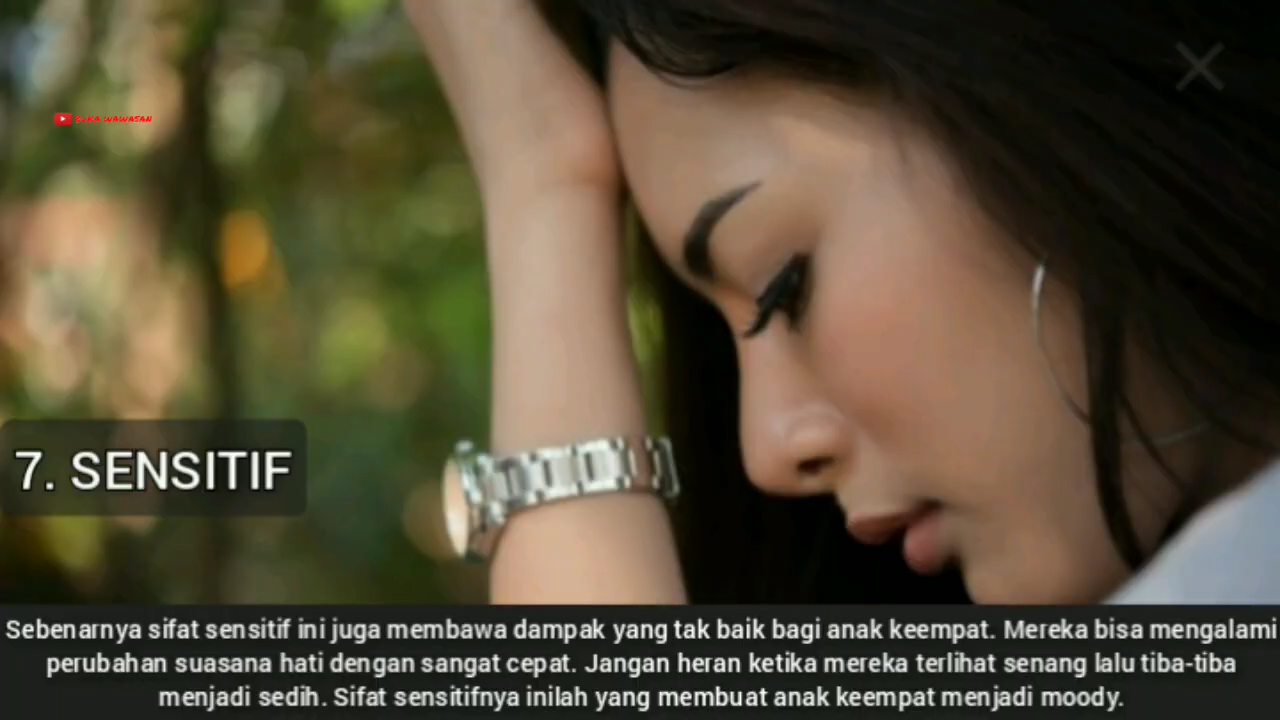 BUKA WAWASAN
7. SENSITIF
Sebenarnya sifat sensitif ini juga membawa dampak yang tak baik bagi anak keempat. Mereka bisa mengalami
perubahan suasana hati dengan sangat cepat. Jangan heran ketika mereka terlihat senang lalu tiba-tiba
menjadi sedih. Sifat sensitifnya inilah yang membuat anak keempat menjadi moody.